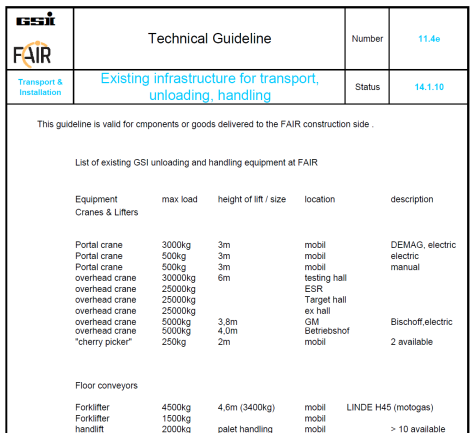 GSI
FAIR
Technical Guideline
Number
11.4e
Transport &
Installation
Existing infrastructure for transport,
unloading, handling
Status
14.1.10
This guideline is valid for cmponents or goods delivered to the FAIR construction side .
List of existing GSI unloading and handling equipment at FAIR
Equipment max load height of lift / size location description
Cranes & Lifters
Portal crane 3000kg 3m mobil DEMAG, electric
Portal crane 500kg 3m mobil electric
Portal crane 500kg 3m mobil manual
overhead crane 30000kg 6m testing hall
overhead crane 25000kg ESR
overhead crane 25000kg Target hall
overhead crane 25000kg ex hall
overhead crane 5000kg 3,8m GM Bischoff,electric
overhead crane 5000kg 4,0m Betriebshof
"cherry picker" 250kg 2m mobil 2 available
Floor conveyors
Forklifter 4500kg 4,6m (3400kg) mobil LINDE H45 (motogas)
Forklifter 1500kg mobil
handlift 2000kg palet handling mobil > 10 available